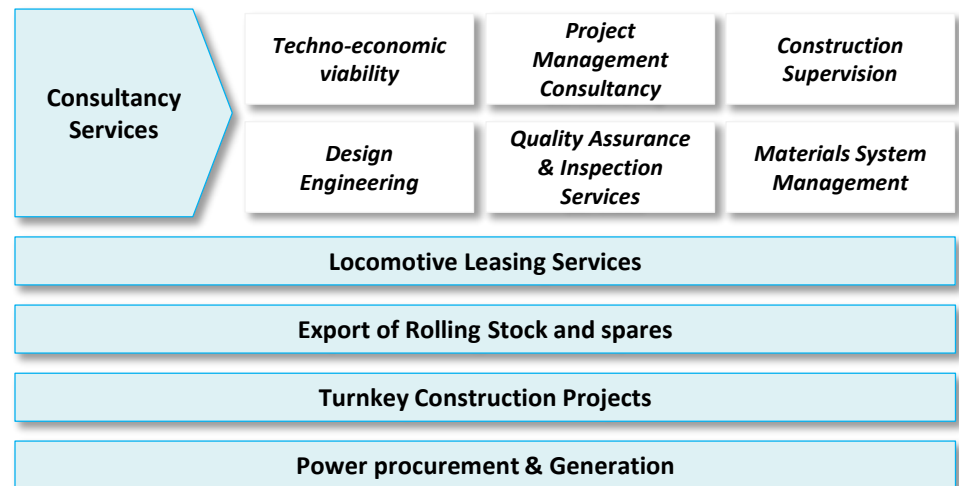 Consultancy
Services
Techno-economic
viability
Project
Management
Consultancy
Construction
Supervision
Design
Engineering
Quality Assurance
& Inspection
Services
Materials System
Management
Locomotive Leasing Services
Export of Rolling Stock and spares
Turnkey Construction Projects
Power procurement & Generation